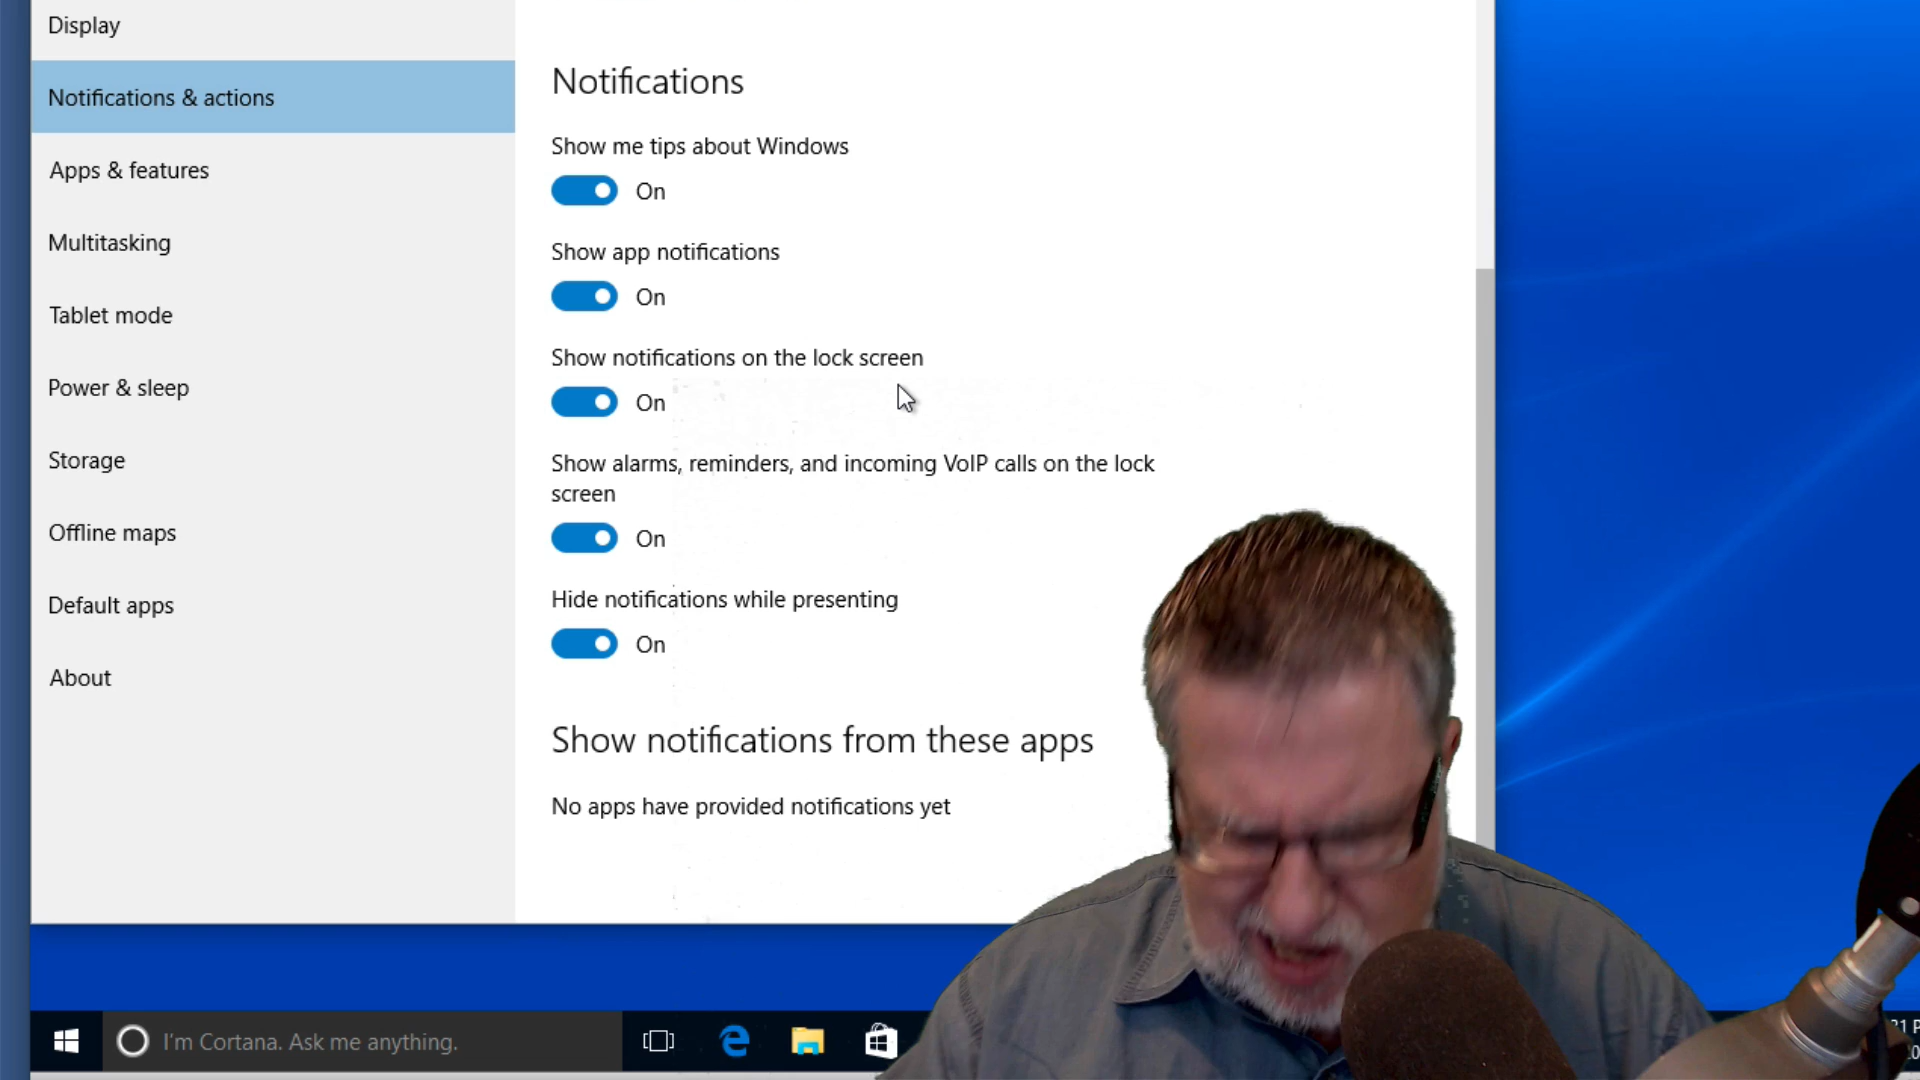 Display
Notifications & actions
Apps & features
Multitasking
Tablet mode
Power & sleep
Storage
Offline maps
Default apps
About
Notifications
Show me tips about Windows
On
Show app notifications
On
Show notifications on the lock screen
On
Show alarms, reminders, and incoming VoIP calls on the lock
screen
On
Hide notifications while presenting
On
Show notifications from these apps
No apps have provided notifications yet
I'm Cortana. Ask me anything.